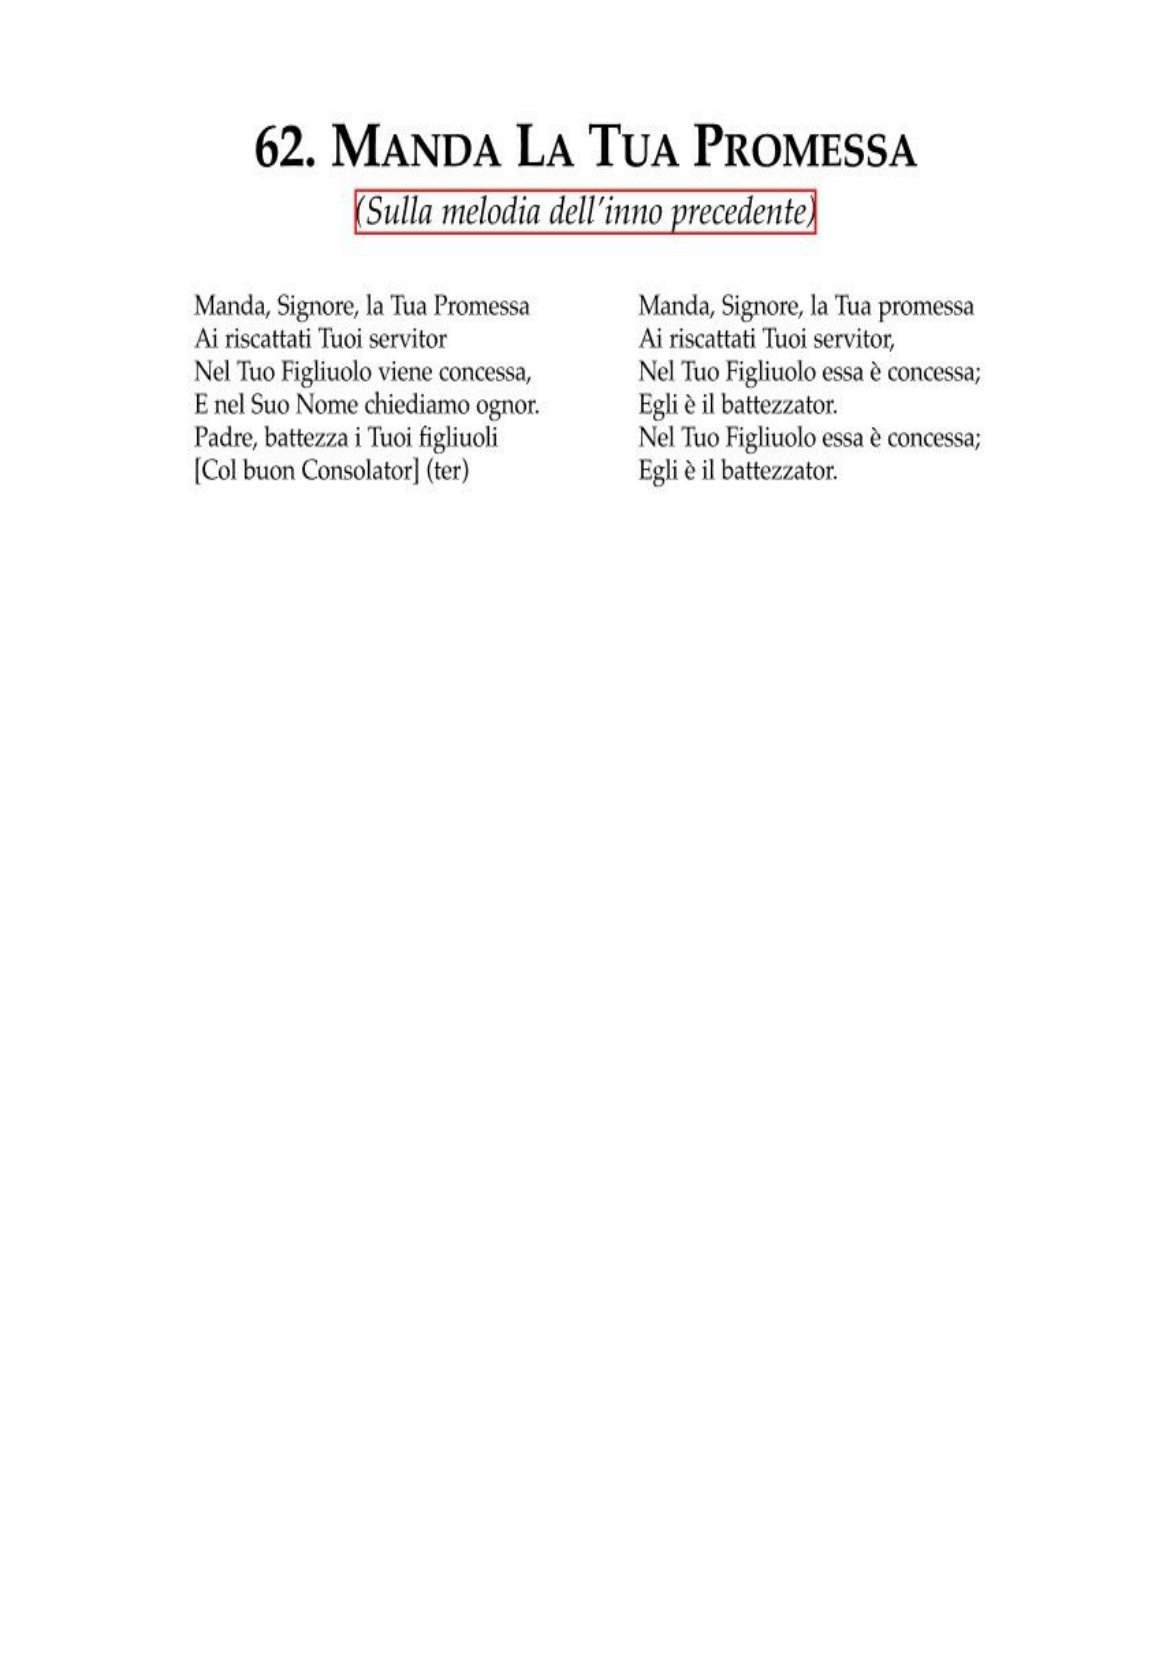 62. Manda La Tua Promessa
(Sulla melodia dell'inno precedente)
Manda, Signore, la Tua Promessa
Ai riscattati Tuoi servitor
Nel Tuo Figliuolo viene concessa,
E nel Suo Nome chiediamo ognor.
Padre, battezza i Tuoi figliuoli
[Col buon Consolator] (ter)
Manda, Signore, la Tua promessa
Ai riscattati Tuoi servitor,
Nel Tuo Figliuolo essa è concessa;
Egli è il battezzator.
Nel Tuo Figliuolo essa è concessa;
Egli è il battezzator.